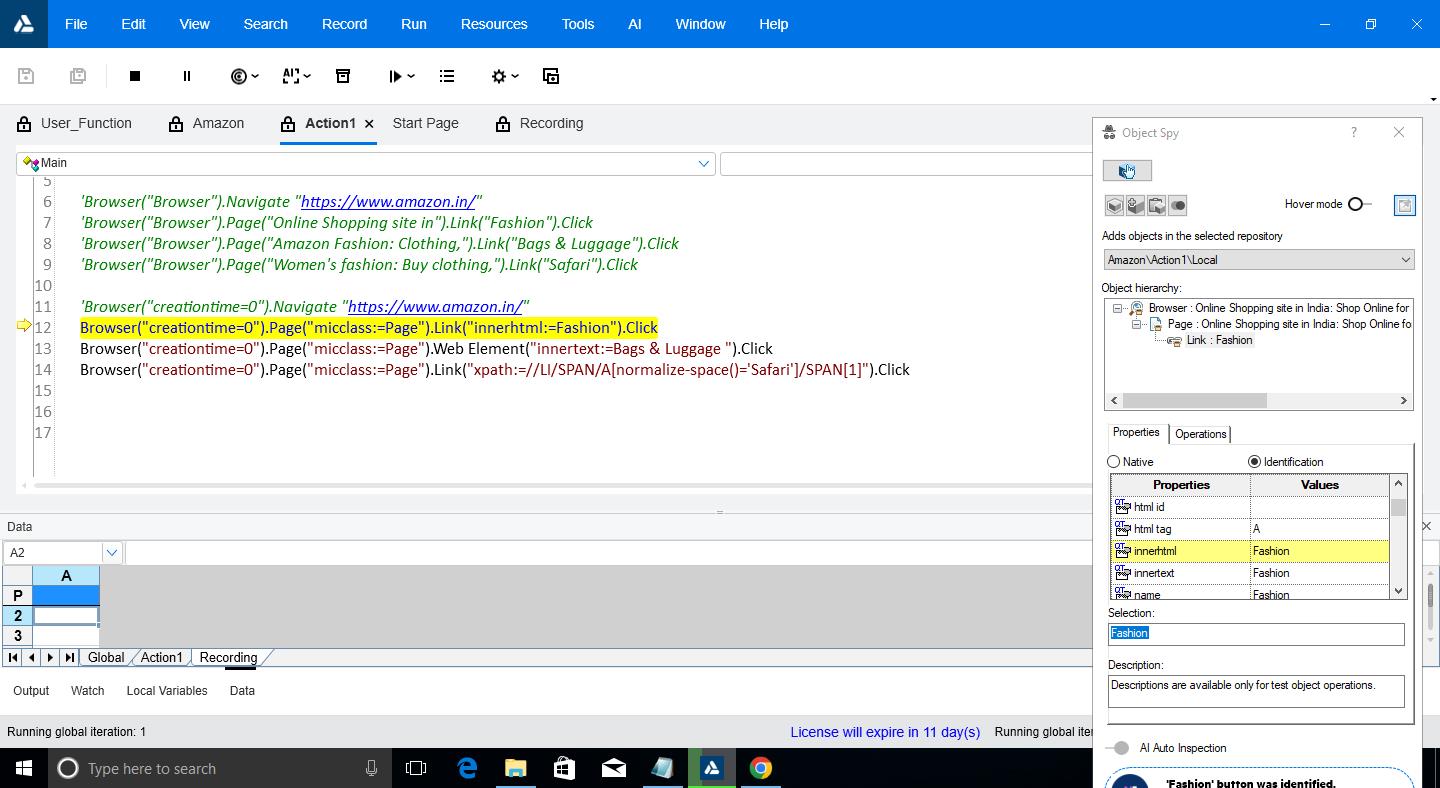 File Edit View Search Record Run Resources Tools AI Window Help
AI
User_Function Amazon Action1 × Start Page Recording
Main
5
6 'Browser("Browser").Navigate "https://www.amazon.in/"
7 'Browser("Browser").Page("Online Shopping site in").Link("Fashion").Click
8 'Browser("Browser").Page("Amazon Fashion: Clothing,").Link("Bags & Luggage").Click
9 'Browser("Browser").Page("Women's fashion: Buy clothing,").Link("Safari").Click
10
11 'Browser("creationtime=0").Navigate "https://www.amazon.in/"
12 Browser("creationtime=0").Page("micclass:=Page").Link("innerhtml:=Fashion").Click
13 Browser("creationtime=0").Page("micclass:=Page").Web Element("innertext:=Bags & Luggage ").Click
14 Browser("creationtime=0").Page("micclass:=Page").Link("xpath:=//LI/SPAN/A[normalize-space()='Safari']/SPAN[1]").Click
15
16
17
Data
A2
A
P
2
3
Global Action1 Recording
Output Watch Local Variables Data
Running global iteration: 1
License will expire in 11 day(s) Running global iter
Type here to search
Object Spy ?
Hover mode
Adds objects in the selected repository
Amazon\Action1\Local
Object hierarchy:
Browser : Online Shopping site in India: Shop Online for
Page : Online Shopping site in India: Shop Online fo
Link : Fashion
Properties Operations
Native Identification
Properties Values
html id
html tag A
innerhtml Fashion
innertext Fashion
name Fashion
Selection:
Fashion
Description:
Descriptions are available only for test object operations.
AI Auto Inspection
'Fashion' button was identified.